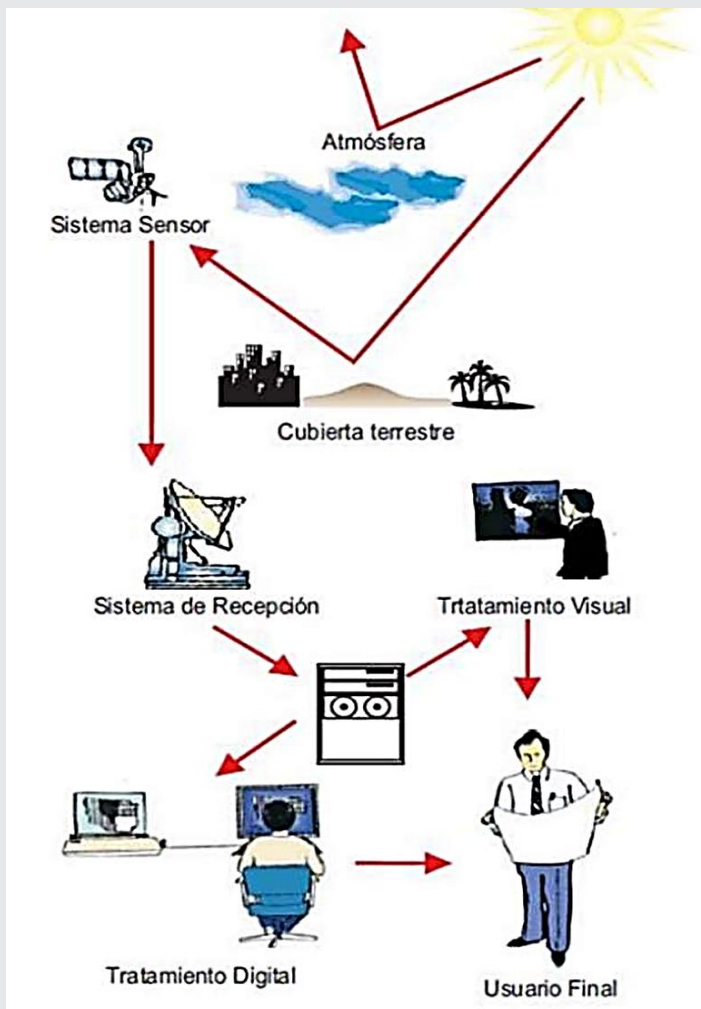 Atmósfera
Sistema Sensor
Cubierta terrestre
Sistema de Recepción
Trtatamiento Visual
Tratamiento Digital
Usuario Final